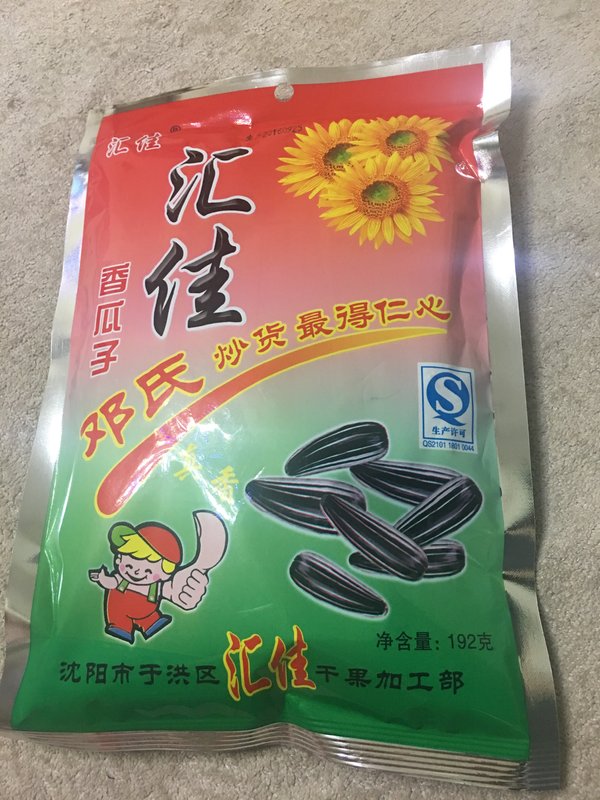 汇佳®
汇佳
香瓜子
邓氏炒货最得仁心
真香
生产许可
QS2101 1801 0044
净含量：192克
沈阳市于洪区汇佳干果加工部